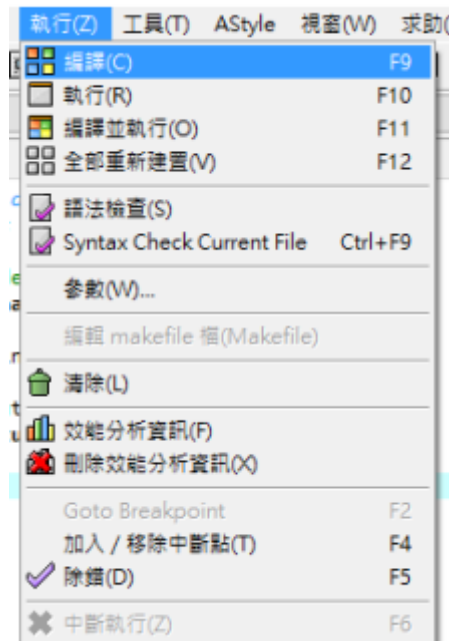 執行(Z) 工具(T) AStyle 視窗(W) 求助(
編譯(C) F9
執行(R) F10
編譯並執行(O) F11
全部重新建置(V) F12
語法檢查(S)
Syntax Check Current File Ctrl+F9
參數(W)...
編輯 makefile 檔(Makefile)
清除(L)
效能分析資訊(F)
刪除效能分析資訊(X)
Goto Breakpoint F2
加入 / 移除中斷點(T) F4
除錯(D) F5
中斷執行(Z) F6